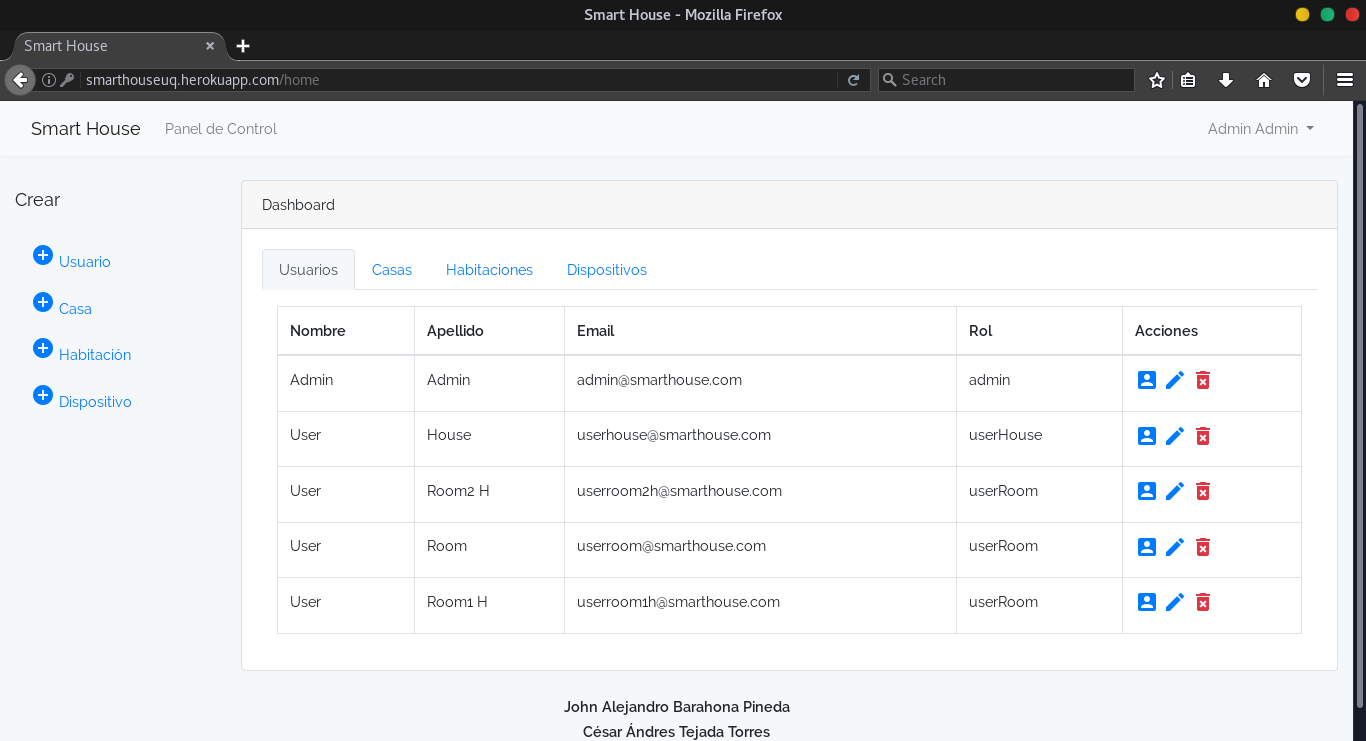 Smart House - Mozilla Firefox
Smart House
smarthouseuq.herokuapp.com/home
Search
Smart House Panel de Control Admin Admin
Crear
Usuario
Casa
Habitación
Dispositivo
Dashboard
Usuarios Casas Habitaciones Dispositivos
Nombre Apellido Email Rol Acciones
Admin Admin admin@smarthouse.com admin
User House userhouse@smarthouse.com userHouse
User Room2 H userroom2h@smarthouse.com userRoom
User Room userroom@smarthouse.com userRoom
User Room1 H userroom1h@smarthouse.com userRoom
John Alejandro Barahona Pineda
César Ándres Tejada Torres